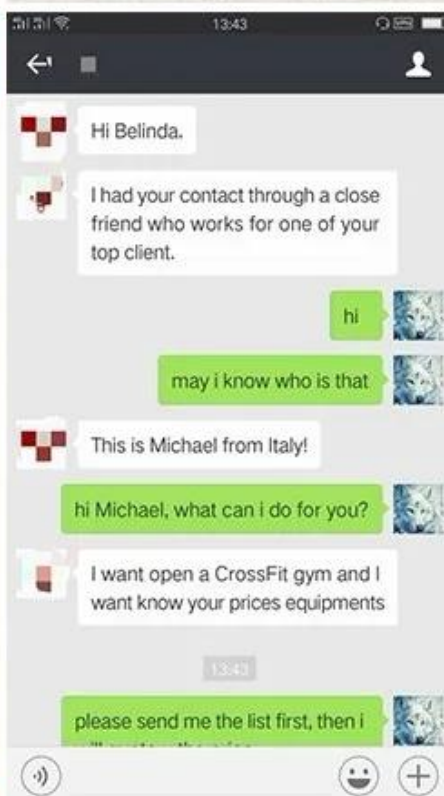 13:43
Hi Belinda.
I had your contact through a close
friend who works for one of your
top client.
hi
may i know who is that
This is Michael from Italy!
hi Michael, what can i do for you?
I want open a CrossFit gym and I
want know your prices equipments
13:43
please send me the list first, then i